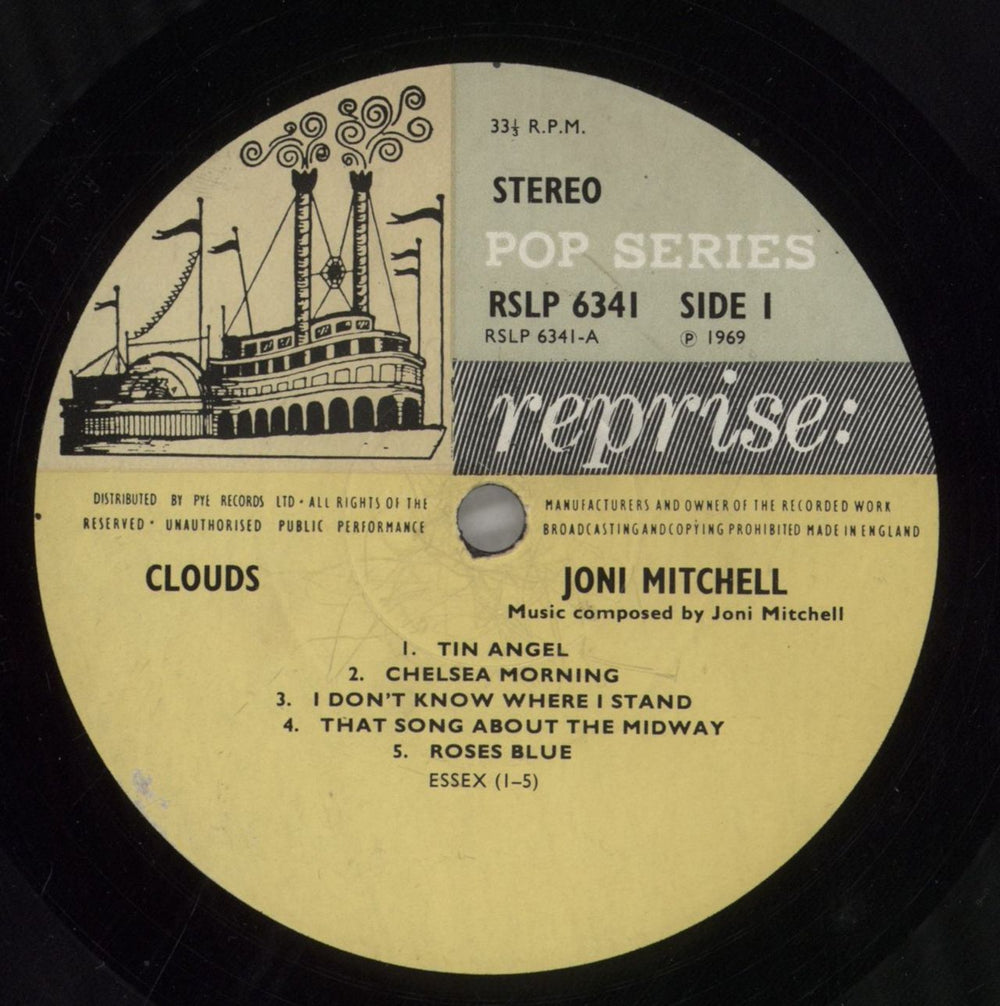 33⅓ R.P.M.
STEREO
POP SERIES
RSLP 6341 SIDE 1
RSLP 6341-A ℗ 1969
reprise:
DISTRIBUTED BY PYE RECORDS LTD · ALL RIGHTS OF THE MANUFACTURERS AND OWNER OF THE RECORDED WORK
RESERVED · UNAUTHORISED PUBLIC PERFORMANCE BROADCASTING AND COPYING PROHIBITED MADE IN ENGLAND
CLOUDS JONI MITCHELL
Music composed by Joni Mitchell
1. TIN ANGEL
2. CHELSEA MORNING
3. I DON'T KNOW WHERE I STAND
4. THAT SONG ABOUT THE MIDWAY
5. ROSES BLUE
ESSEX (1–5)